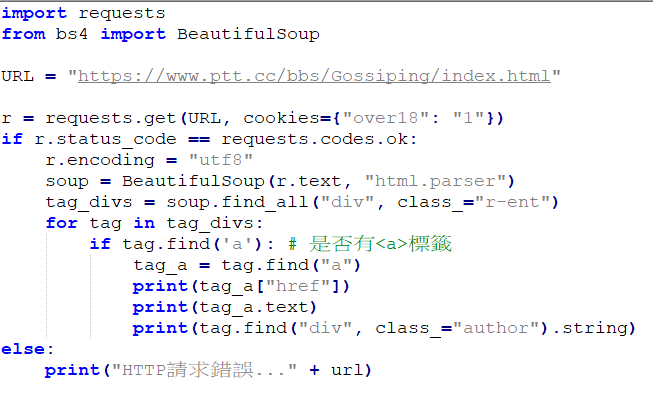 import requests
from bs4 import BeautifulSoup

URL = "https://www.ptt.cc/bbs/Gossiping/index.html"

r = requests.get(URL, cookies={"over18": "1"})
if r.status_code == requests.codes.ok:
    r.encoding = "utf8"
    soup = BeautifulSoup(r.text, "html.parser")
    tag_divs = soup.find_all("div", class_="r-ent")
    for tag in tag_divs:
        if tag.find('a'): # 是否有<a>標籤
            tag_a = tag.find("a")
            print(tag_a["href"])
            print(tag_a.text)
            print(tag.find("div", class_="author").string)
else:
    print("HTTP請求錯誤..." + url)